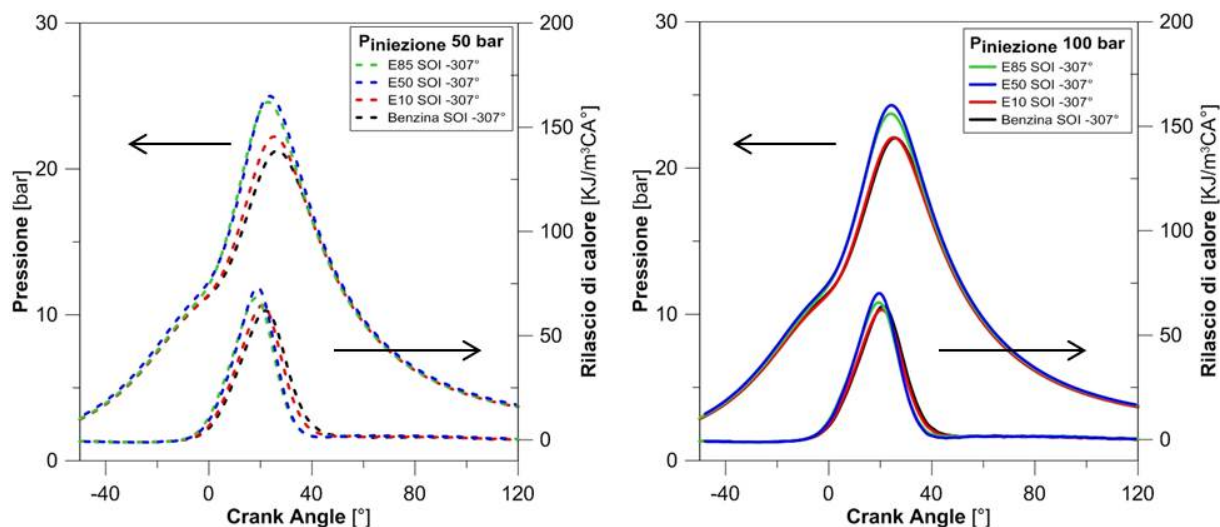 30
200
Piniezione 50 bar
E85 SOI -307°
E50 SOI -307°
E10 SOI -307°
Benzina SOI -307°
150
20
100
10
50
0
0
-40
0
40
80
120
Pressione [bar]
Rilascio di calore [KJ/m³CA°]
Crank Angle [°]
30
200
Piniezione 100 bar
E85 SOI -307°
E50 SOI -307°
E10 SOI -307°
Benzina SOI -307°
150
20
100
10
50
0
0
-40
0
40
80
120
Pressione [bar]
Rilascio di calore [KJ/m³CA°]
Crank Angle [°]